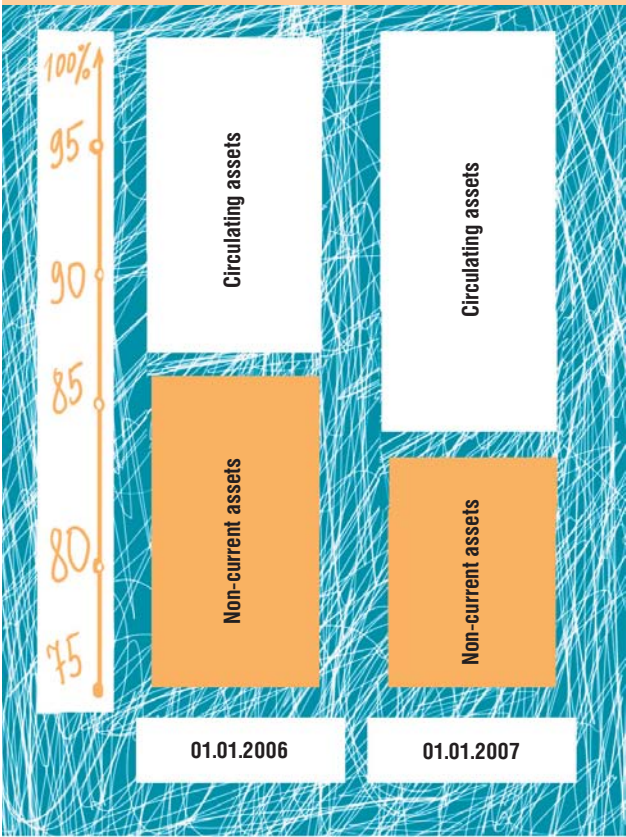 100%
95
90
85
80
75
Circulating assets
Non-current assets
01.01.2006
Circulating assets
Non-current assets
01.01.2007